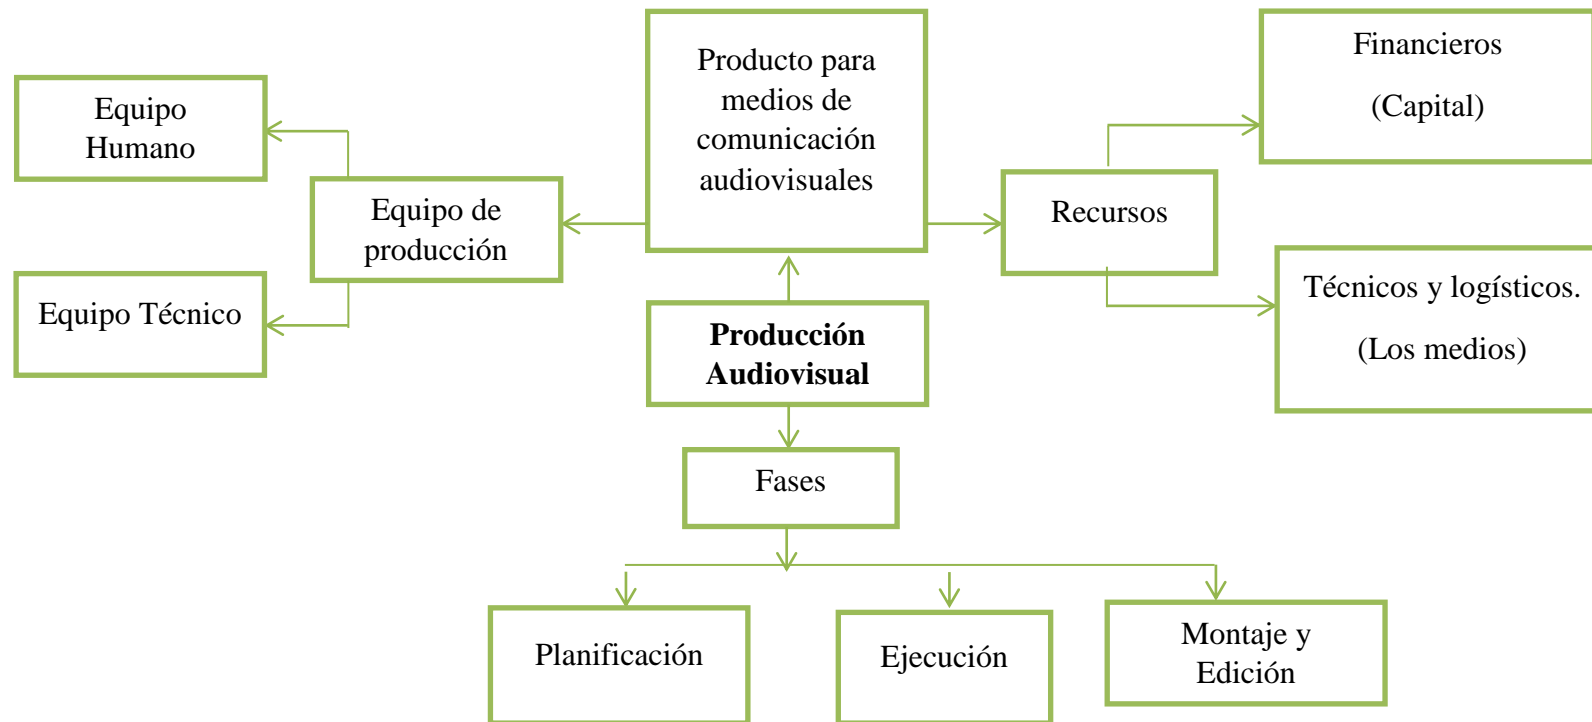 Producto para
medios de
comunicación
audiovisuales
Financieros
(Capital)
Equipo
Humano
Equipo de
producción
Recursos
Equipo Técnico
Técnicos y logísticos.
(Los medios)
Producción
Audiovisual
Fases
Planificación
Ejecución
Montaje y
Edición